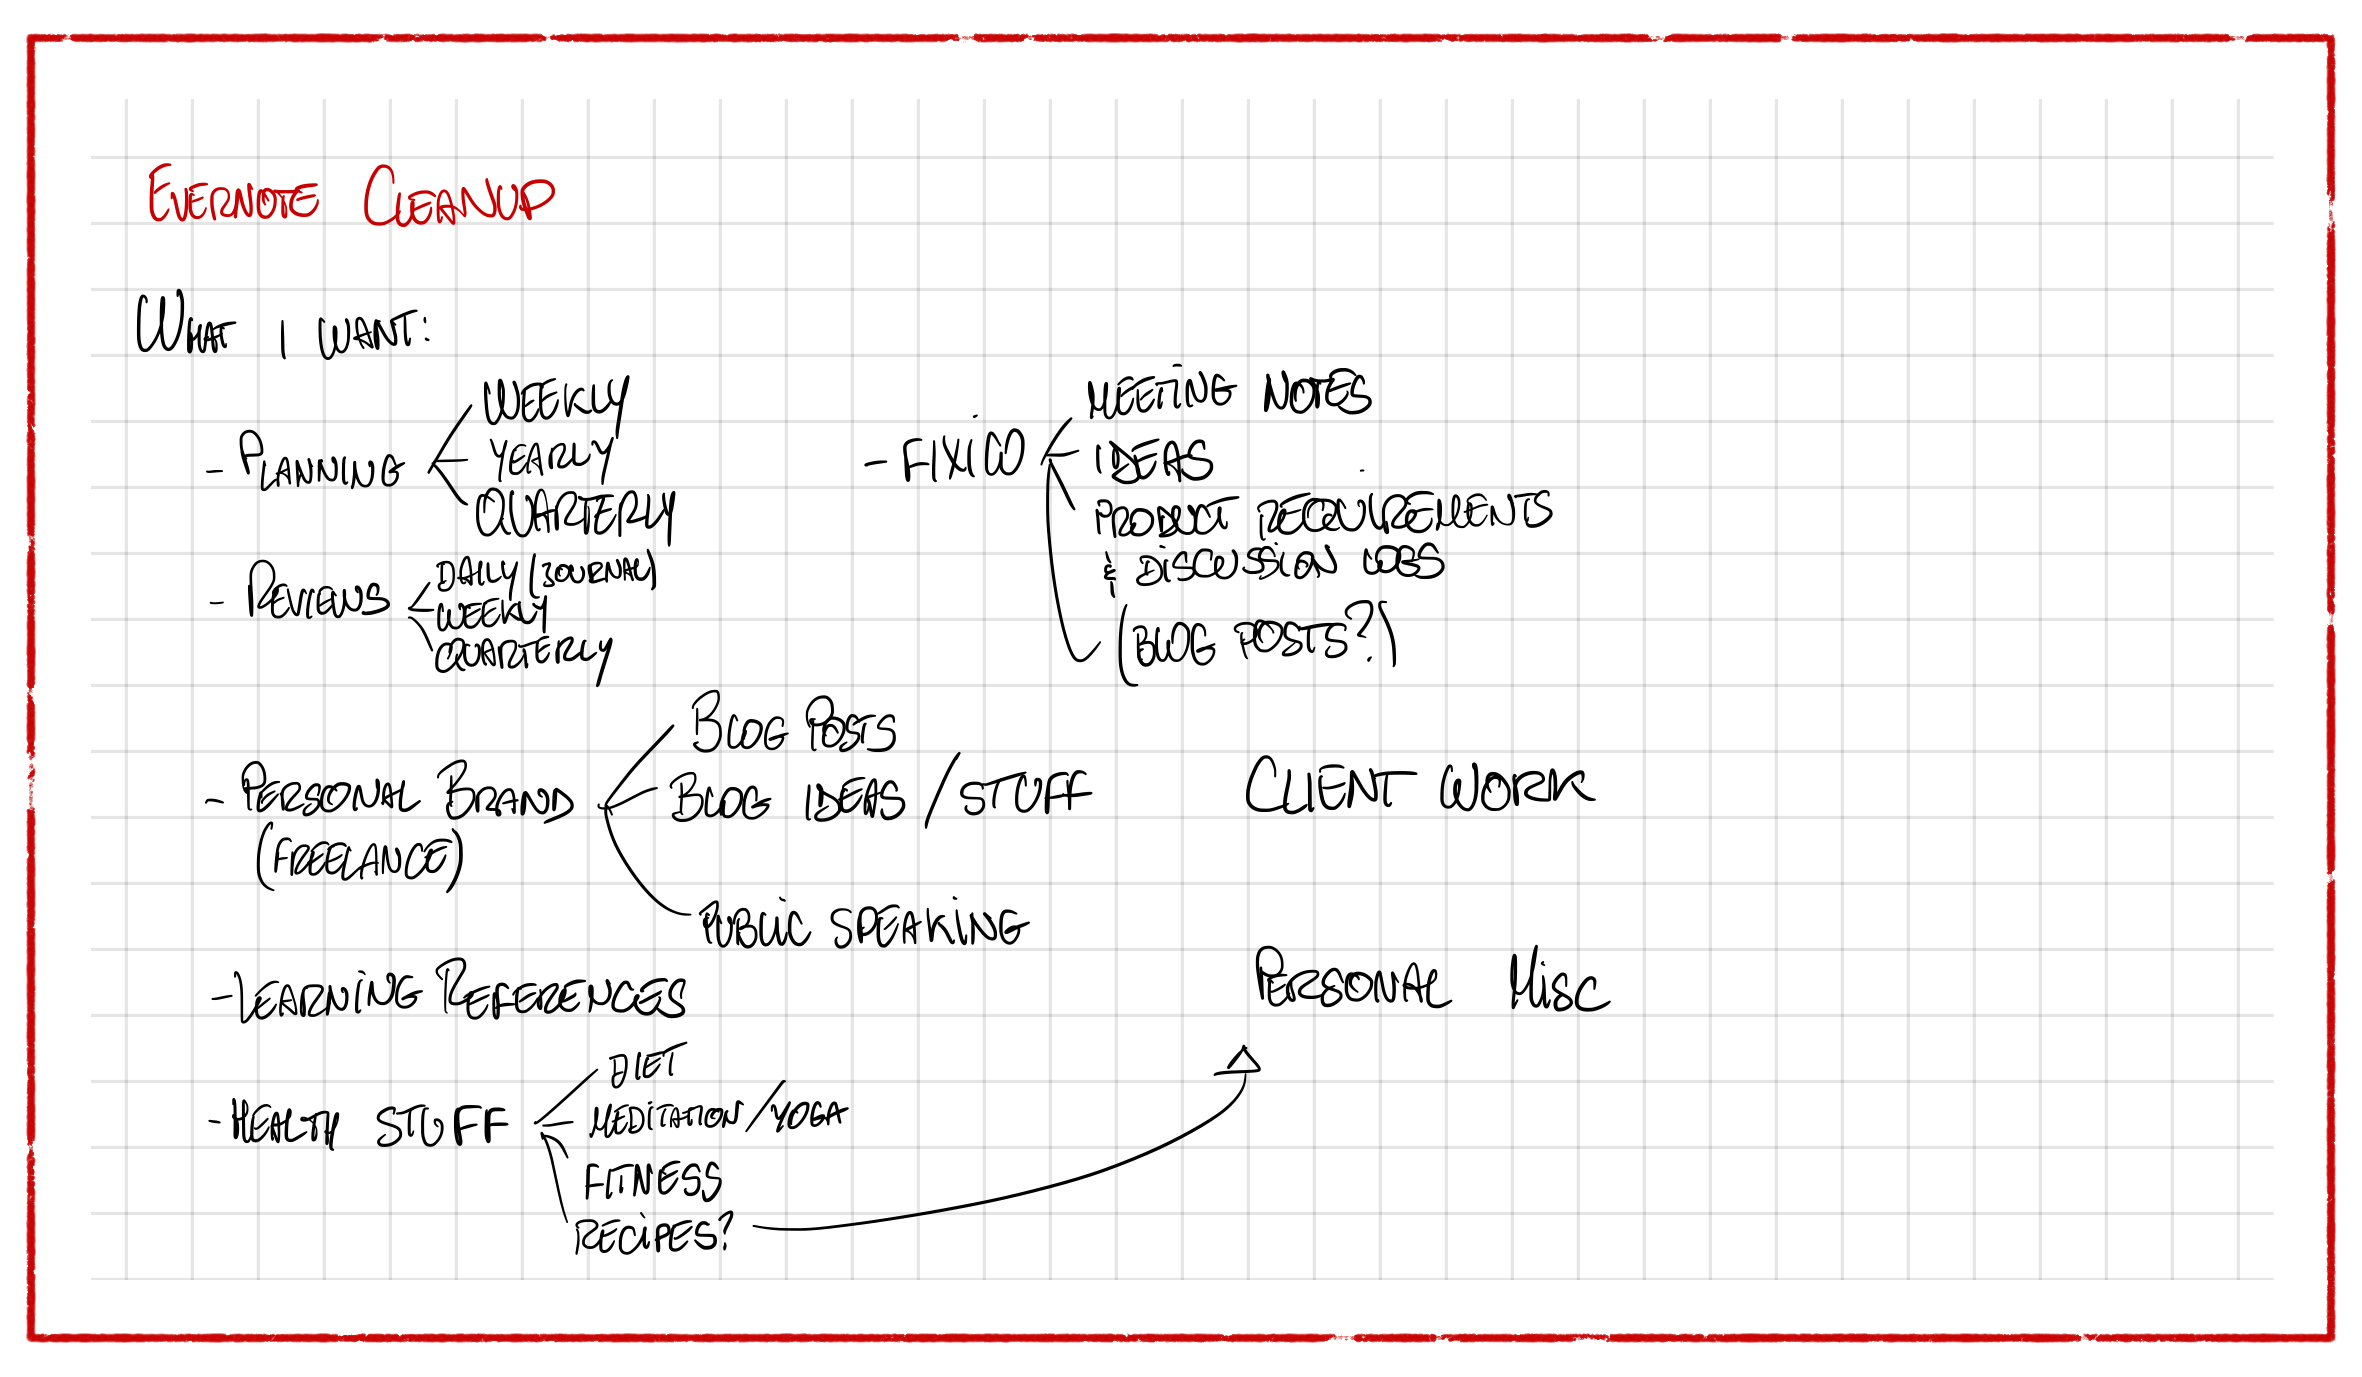 EVERNOTE CLEANUP
WHAT I WANT:
- PLANNING
WEEKLY
YEARLY
QUARTERLY
- REVIEWS
DAILY (JOURNAL)
WEEKLY
QUARTERLY
- PERSONAL BRAND
(FREELANCE)
BLOG POSTS
BLOG IDEAS / STUFF
PUBLIC SPEAKING
- LEARNING REFERENCES
- HEALTH STUFF
DIET
MEDITATION / YOGA
FITNESS
RECIPES?
- FIXICO
MEETING NOTES
IDEAS
PRODUCT REQUIREMENTS
& DISCUSSION LOGS
(BLOG POSTS?)
CLIENT WORK
PERSONAL MISC